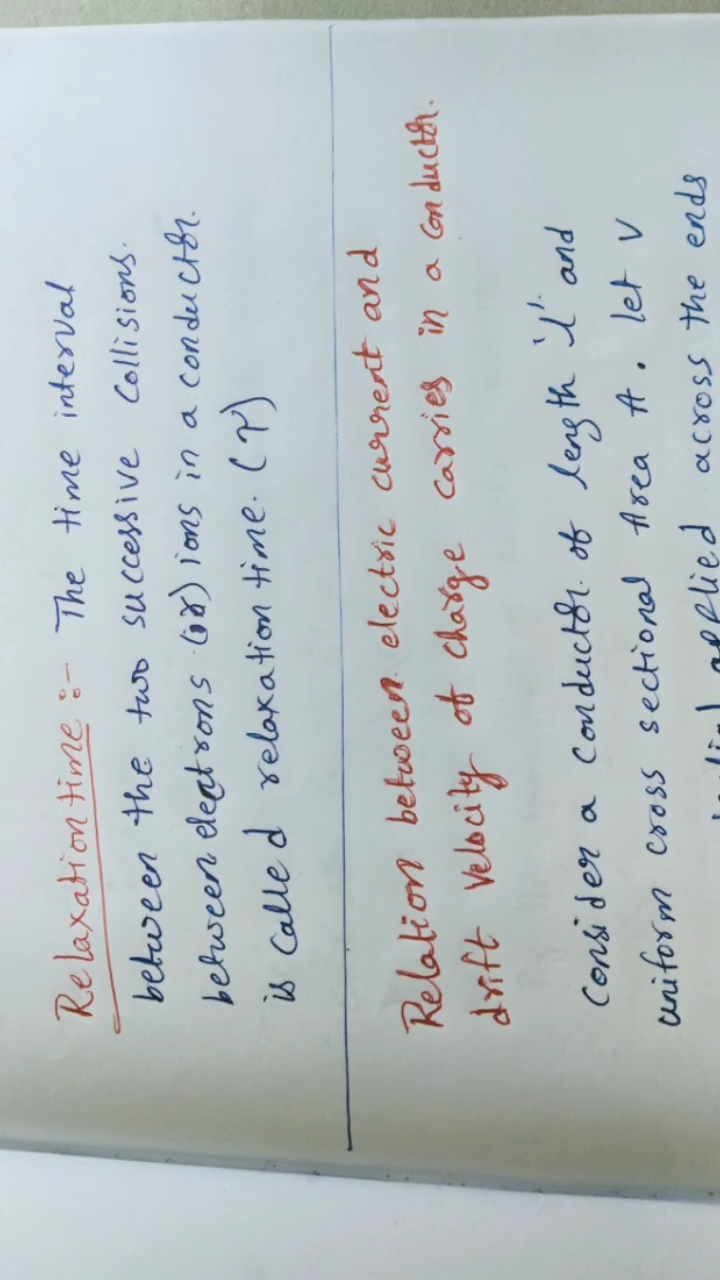 Relaxation time :- The time interval
between the two successive collisions.
between electrons (or) ions in a conductor.
is called relaxation time. (τ)
Relation between electric current and
drift velocity of charge carries in a conductor.
Consider a conductor of length 'l' and
uniform cross sectional Area A. let V
applied across the ends